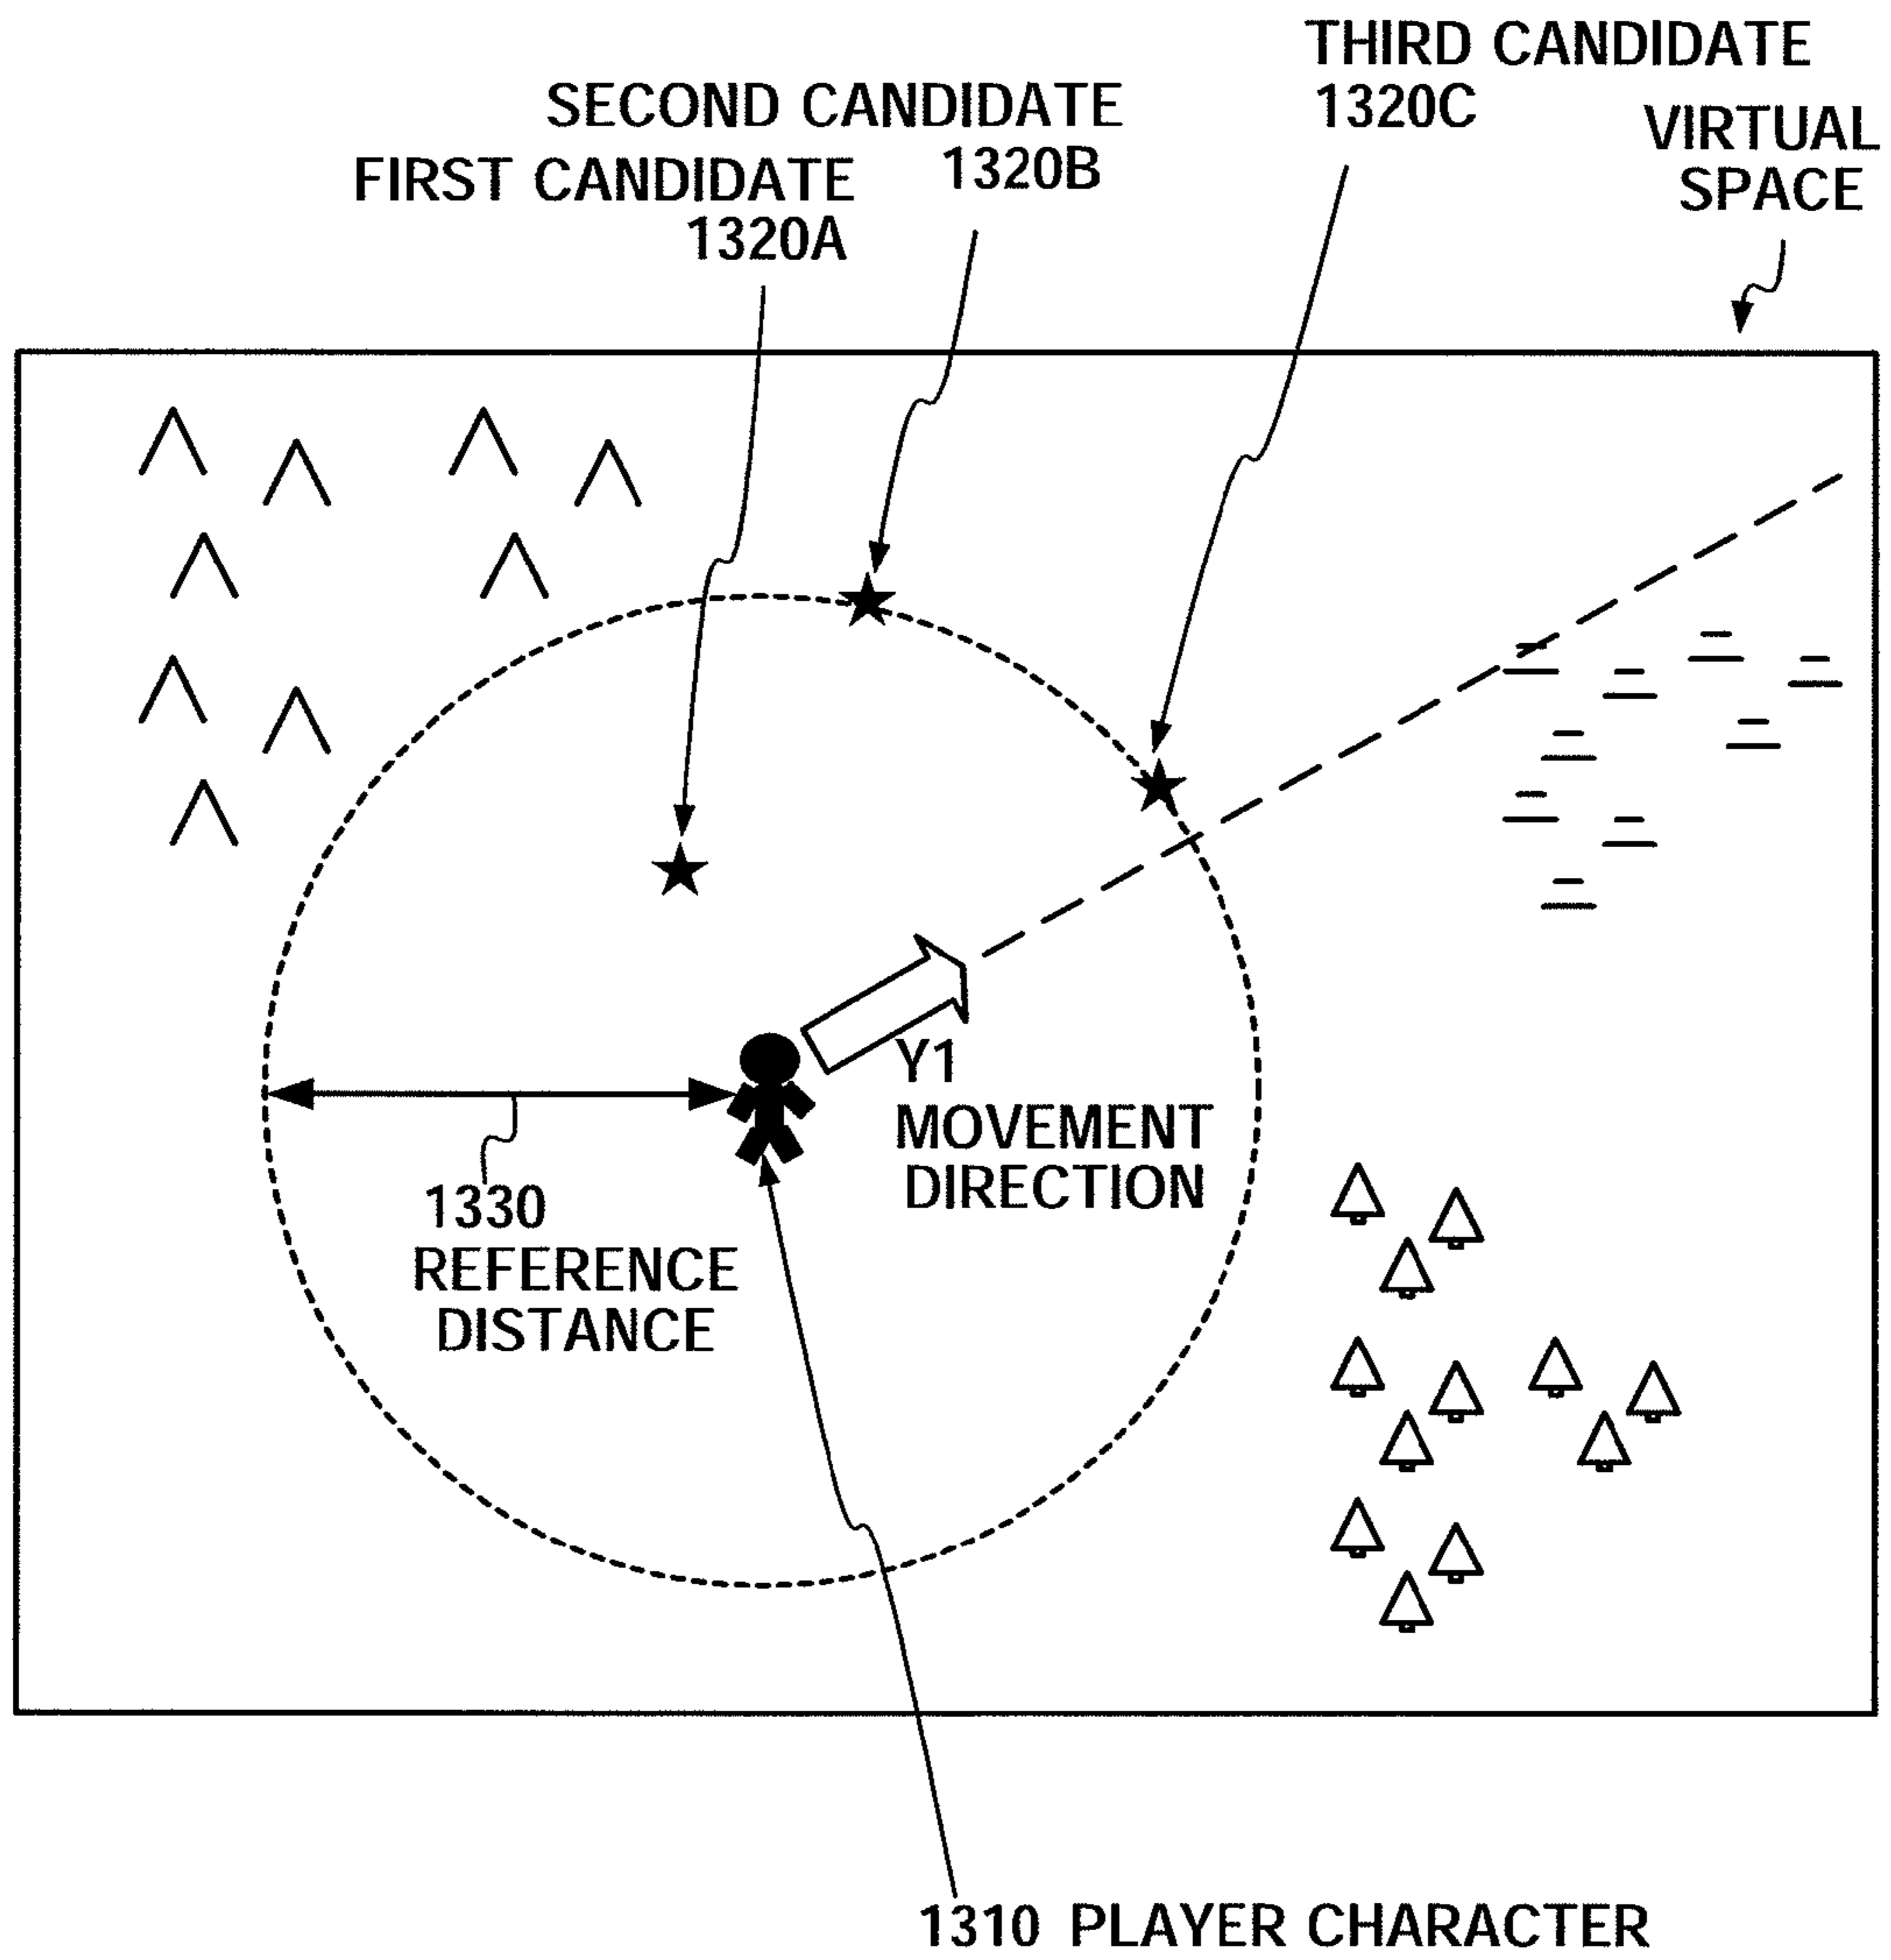 THIRD CANDIDATE
1320C
SECOND CANDIDATE
1320B
FIRST CANDIDATE
1320A
VIRTUAL
SPACE
Y1
MOVEMENT
DIRECTION
1330
REFERENCE
DISTANCE
1310 PLAYER CHARACTER